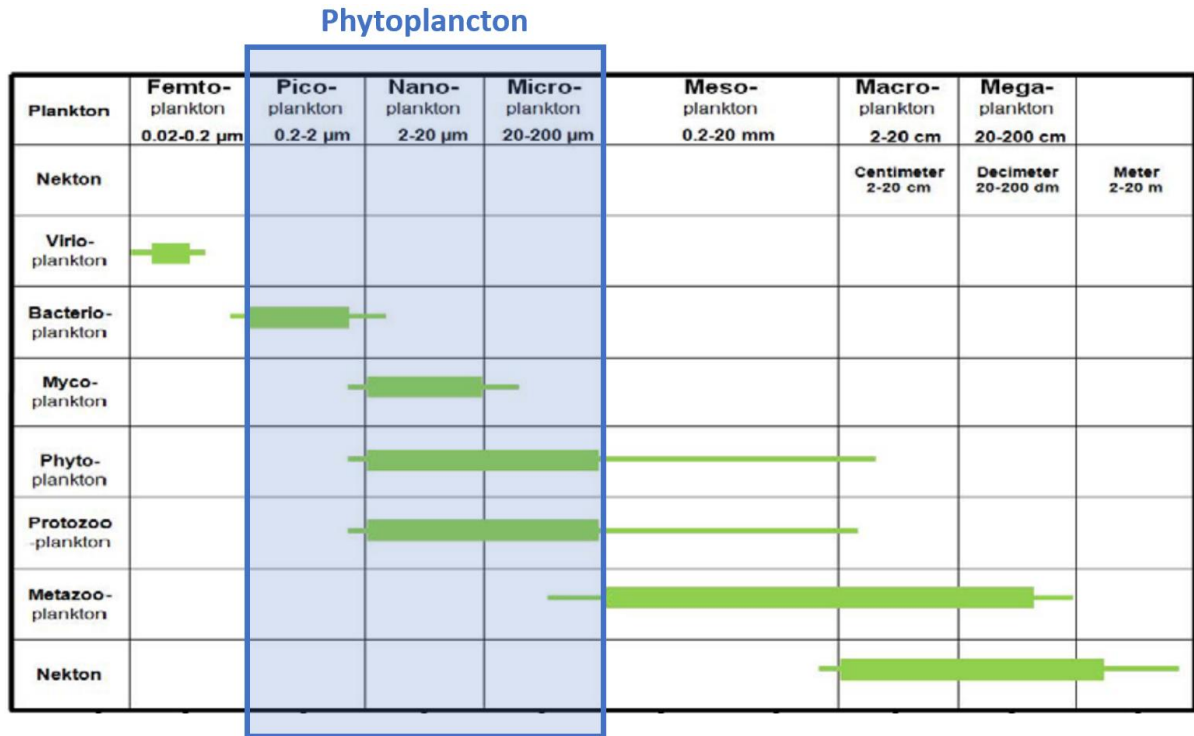 Phytoplancton
Plankton
Femto-
plankton
0.02-0.2 µm
Pico-
plankton
0.2-2 µm
Nano-
plankton
2-20 µm
Micro-
plankton
20-200 µm
Meso-
plankton
0.2-20 mm
Macro-
plankton
2-20 cm
Mega-
plankton
20-200 cm
Nekton
Centimeter
2-20 cm
Decimeter
20-200 dm
Meter
2-20 m
Virio-
plankton
Bacterio-
plankton
Myco-
plankton
Phyto-
plankton
Protozoo
-plankton
Metazoo-
plankton
Nekton